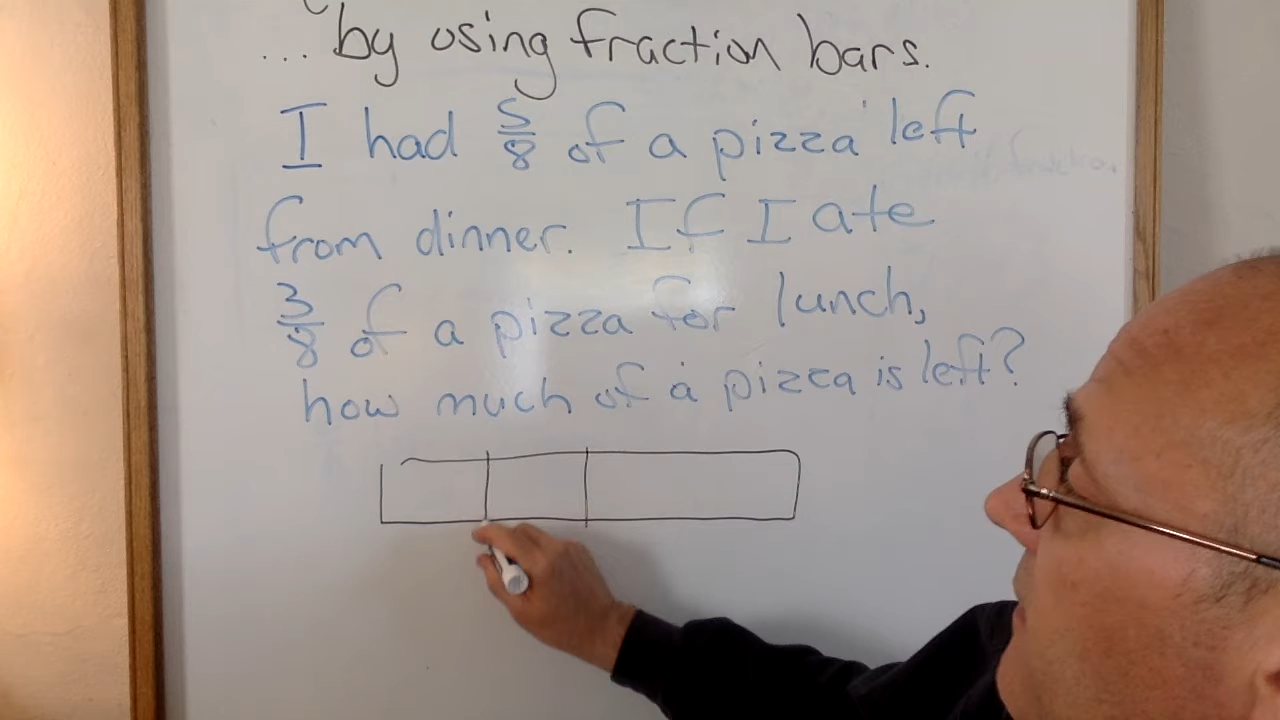 ... by using fraction bars.
I had 5/8 of a pizza left
from dinner. If I ate
3/8 of a pizza for lunch,
how much of a pizza is left?